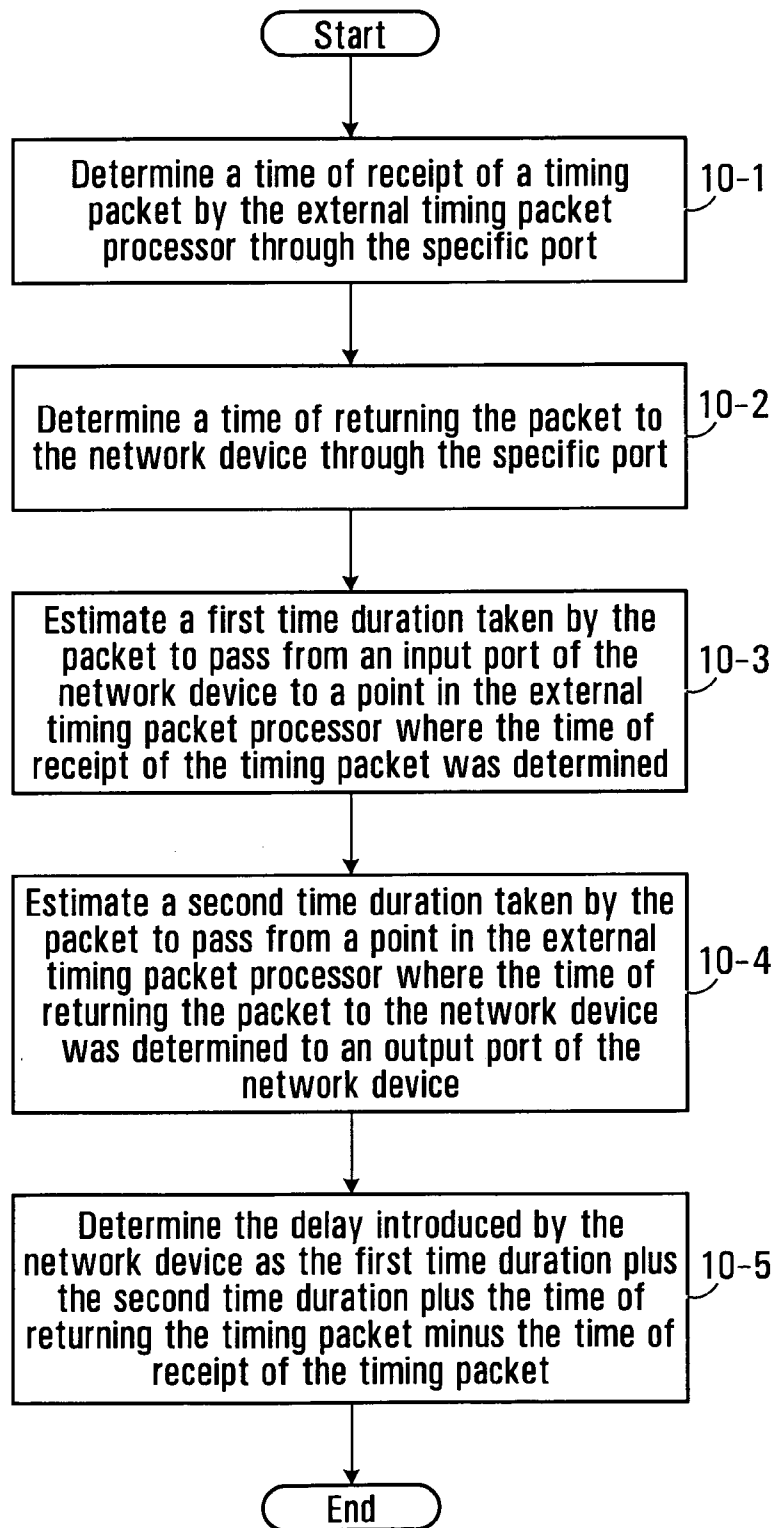 Start
Determine a time of receipt of a timing
packet by the external timing packet
processor through the specific port
10-1
Determine a time of returning the packet to
the network device through the specific port
10-2
Estimate a first time duration taken by the
packet to pass from an input port of the
network device to a point in the external
timing packet processor where the time of
receipt of the timing packet was determined
10-3
Estimate a second time duration taken by the
packet to pass from a point in the external
timing packet processor where the time of
returning the packet to the network device
was determined to an output port of the
network device
10-4
Determine the delay introduced by the
network device as the first time duration plus
the second time duration plus the time of
returning the timing packet minus the time of
receipt of the timing packet
10-5
End